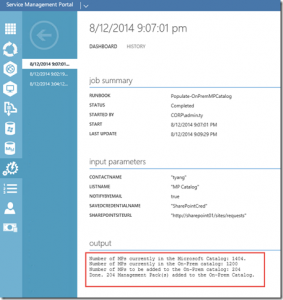 Service Management Portal
8/12/2014 9:07:01 pm
DASHBOARD HISTORY
8/12/2014 9:07:01...
job summary
RUNBOOK Populate-OnPremMPCatalog
STATUS Completed
STARTED BY CORP\adminty
START 8/12/2014 9:07:01 PM
LAST UPDATE 8/12/2014 9:09:29 PM
input parameters
CONTACTNAME "tyang"
LISTNAME "MP Catalog"
NOTIFYBYEMAIL true
SAVEDCREDENTIALNAME "SharePointCred"
SHAREPOINTSITEURL "http://sharepoint01/sites/requests"
output
Number of MPs currently in the Microsoft Catalog: 1404.
Number of MPs currently in the On-Prem catalog: 1200
Number of MPs to be added to the On-Prem catalog: 204
Done. 204 Management Pack(s) added to the On-Prem Catalog.